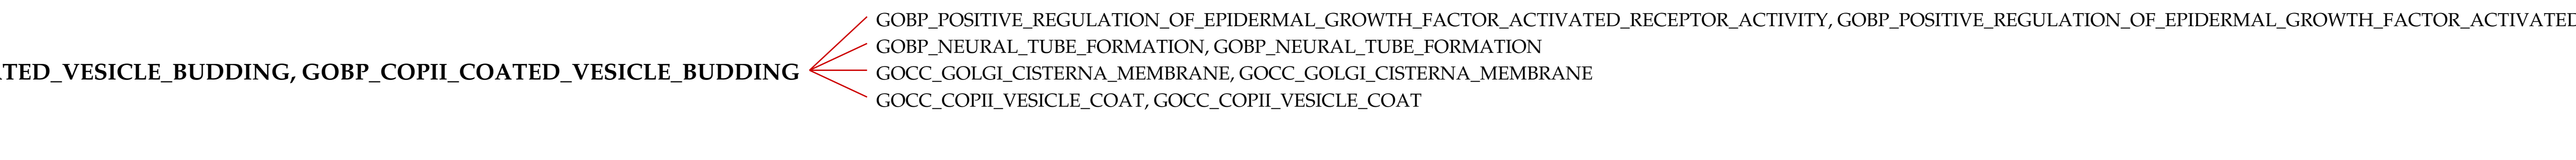 GOBP_POSITIVE_REGULATION_OF_EPIDERMAL_GROWTH_FACTOR_ACTIVATED_RECEPTOR_ACTIVITY, GOBP_POSITIVE_REGULATION_OF_EPIDERMAL_GROWTH_FACTOR_ACTIVATED
GOBP_NEURAL_TUBE_FORMATION, GOBP_NEURAL_TUBE_FORMATION
TED_VESICLE_BUDDING, GOBP_COPII_COATED_VESICLE_BUDDING
GOCC_GOLGI_CISTERNA_MEMBRANE, GOCC_GOLGI_CISTERNA_MEMBRANE
GOCC_COPII_VESICLE_COAT, GOCC_COPII_VESICLE_COAT